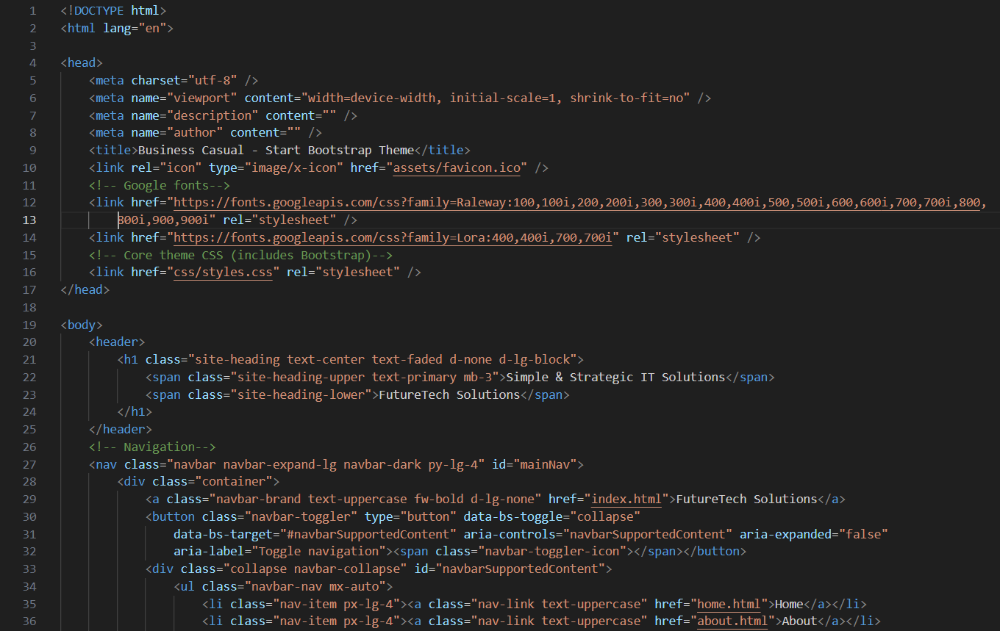 1 <!DOCTYPE html>
2 <html lang="en">
3
4 <head>
5     <meta charset="utf-8" />
6     <meta name="viewport" content="width=device-width, initial-scale=1, shrink-to-fit=no" />
7     <meta name="description" content="" />
8     <meta name="author" content="" />
9     <title>Business Casual - Start Bootstrap Theme</title>
10     <link rel="icon" type="image/x-icon" href="assets/favicon.ico" />
11     <!-- Google fonts-->
12     <link href="https://fonts.googleapis.com/css?family=Raleway:100,100i,200,200i,300,300i,400,400i,500,500i,600,600i,700,700i,800,
13         800i,900,900i" rel="stylesheet" />
14     <link href="https://fonts.googleapis.com/css?family=Lora:400,400i,700,700i" rel="stylesheet" />
15     <!-- Core theme CSS (includes Bootstrap)-->
16     <link href="css/styles.css" rel="stylesheet" />
17 </head>
18
19 <body>
20     <header>
21         <h1 class="site-heading text-center text-faded d-none d-lg-block">
22             <span class="site-heading-upper text-primary mb-3">Simple & Strategic IT Solutions</span>
23             <span class="site-heading-lower">FutureTech Solutions</span>
24         </h1>
25     </header>
26     <!-- Navigation-->
27     <nav class="navbar navbar-expand-lg navbar-dark py-lg-4" id="mainNav">
28         <div class="container">
29             <a class="navbar-brand text-uppercase fw-bold d-lg-none" href="index.html">FutureTech Solutions</a>
30             <button class="navbar-toggler" type="button" data-bs-toggle="collapse"
31                 data-bs-target="#navbarSupportedContent" aria-controls="navbarSupportedContent" aria-expanded="false"
32                 aria-label="Toggle navigation"><span class="navbar-toggler-icon"></span></button>
33             <div class="collapse navbar-collapse" id="navbarSupportedContent">
34                 <ul class="navbar-nav mx-auto">
35                     <li class="nav-item px-lg-4"><a class="nav-link text-uppercase" href="home.html">Home</a></li>
36                     <li class="nav-item px-lg-4"><a class="nav-link text-uppercase" href="about.html">About</a></li>